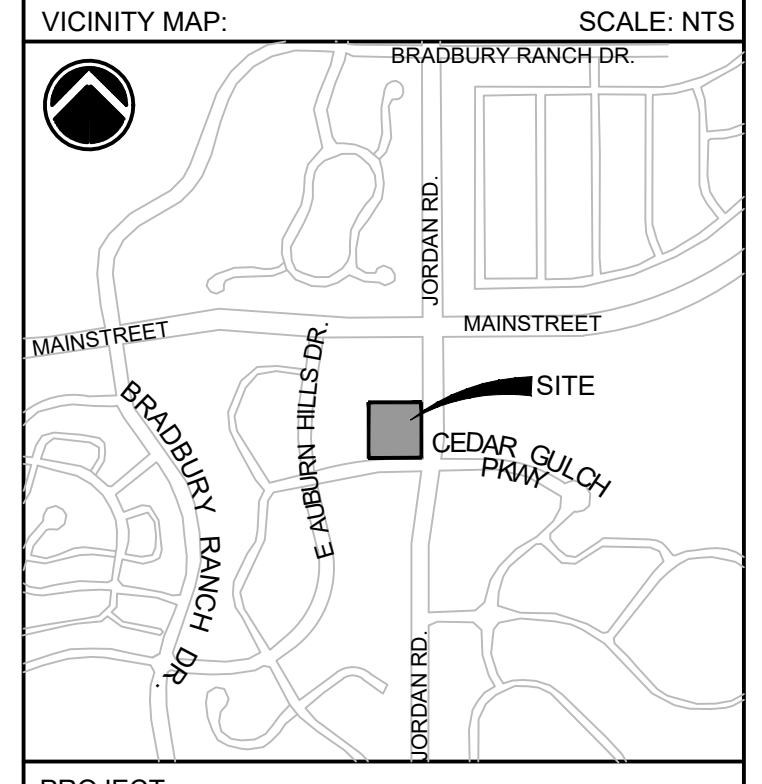 VICINITY MAP: SCALE: NTS
BRADBURY RANCH DR.
JORDAN RD.
MAINSTREET
MAINSTREET
E AUBURN HILLS DR.
BRADBURY RANCH DR.
SITE
CEDAR GULCH
PKWY
JORDAN RD.
PROJECT